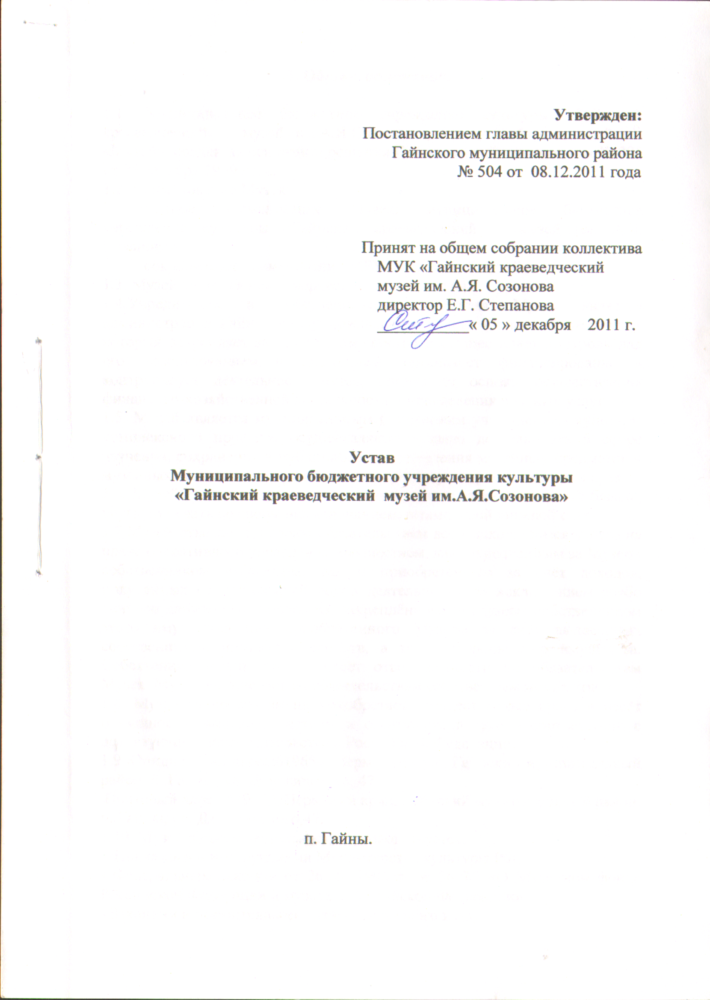 Утвержден:
Постановлением главы администрации
Гайнского муниципального района
№ 504 от 08.12.2011 года
Принят на общем собрании коллектива
МУК «Гайнский краеведческий
музей им. А.Я. Созонова
директор Е.Г. Степанова
____________« 05 » декабря 2011 г.
Устав
Муниципального бюджетного учреждения культуры
«Гайнский краеведческий музей им.А.Я.Созонова»
п. Гайны.